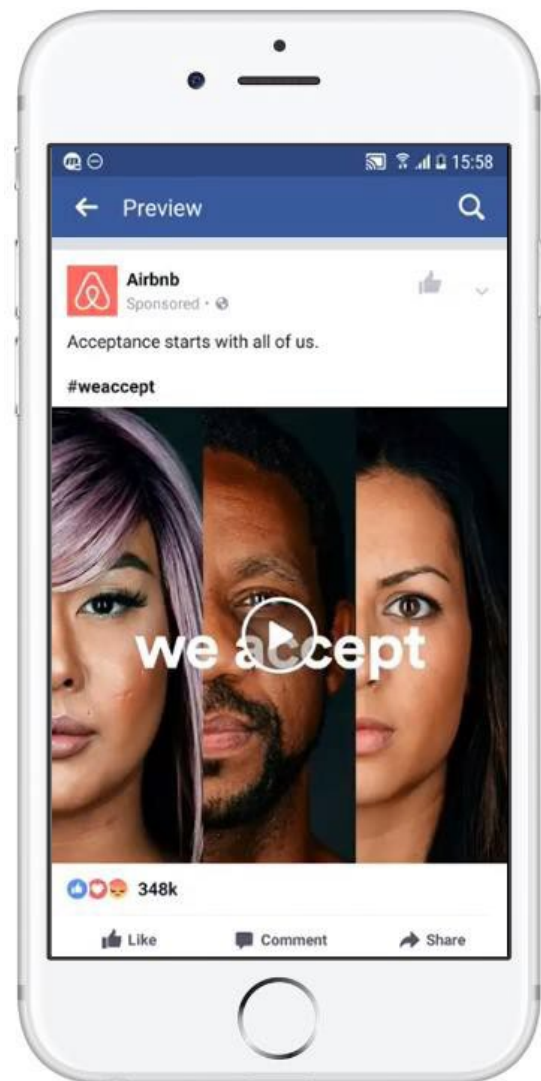 15:58
Preview
Airbnb
Sponsored
Acceptance starts with all of us.
#weaccept
we accept
348k
Like
Comment
Share